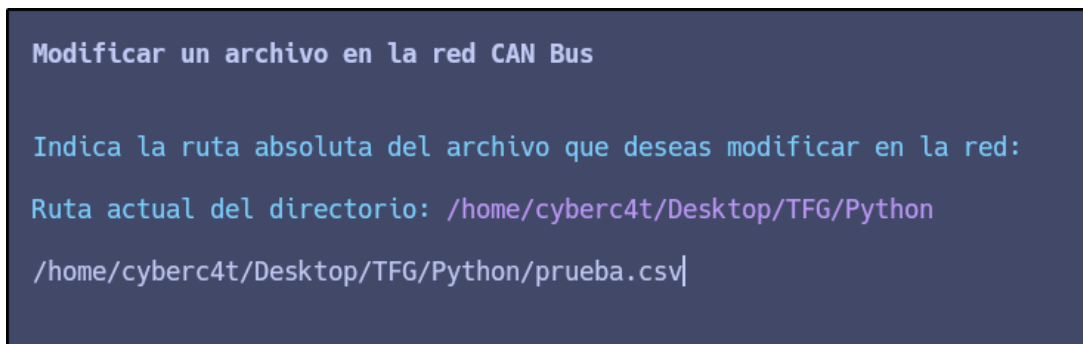 Modificar un archivo en la red CAN Bus
Indica la ruta absoluta del archivo que deseas modificar en la red:
Ruta actual del directorio: /home/cyberc4t/Desktop/TFG/Python
/home/cyberc4t/Desktop/TFG/Python/prueba.csv